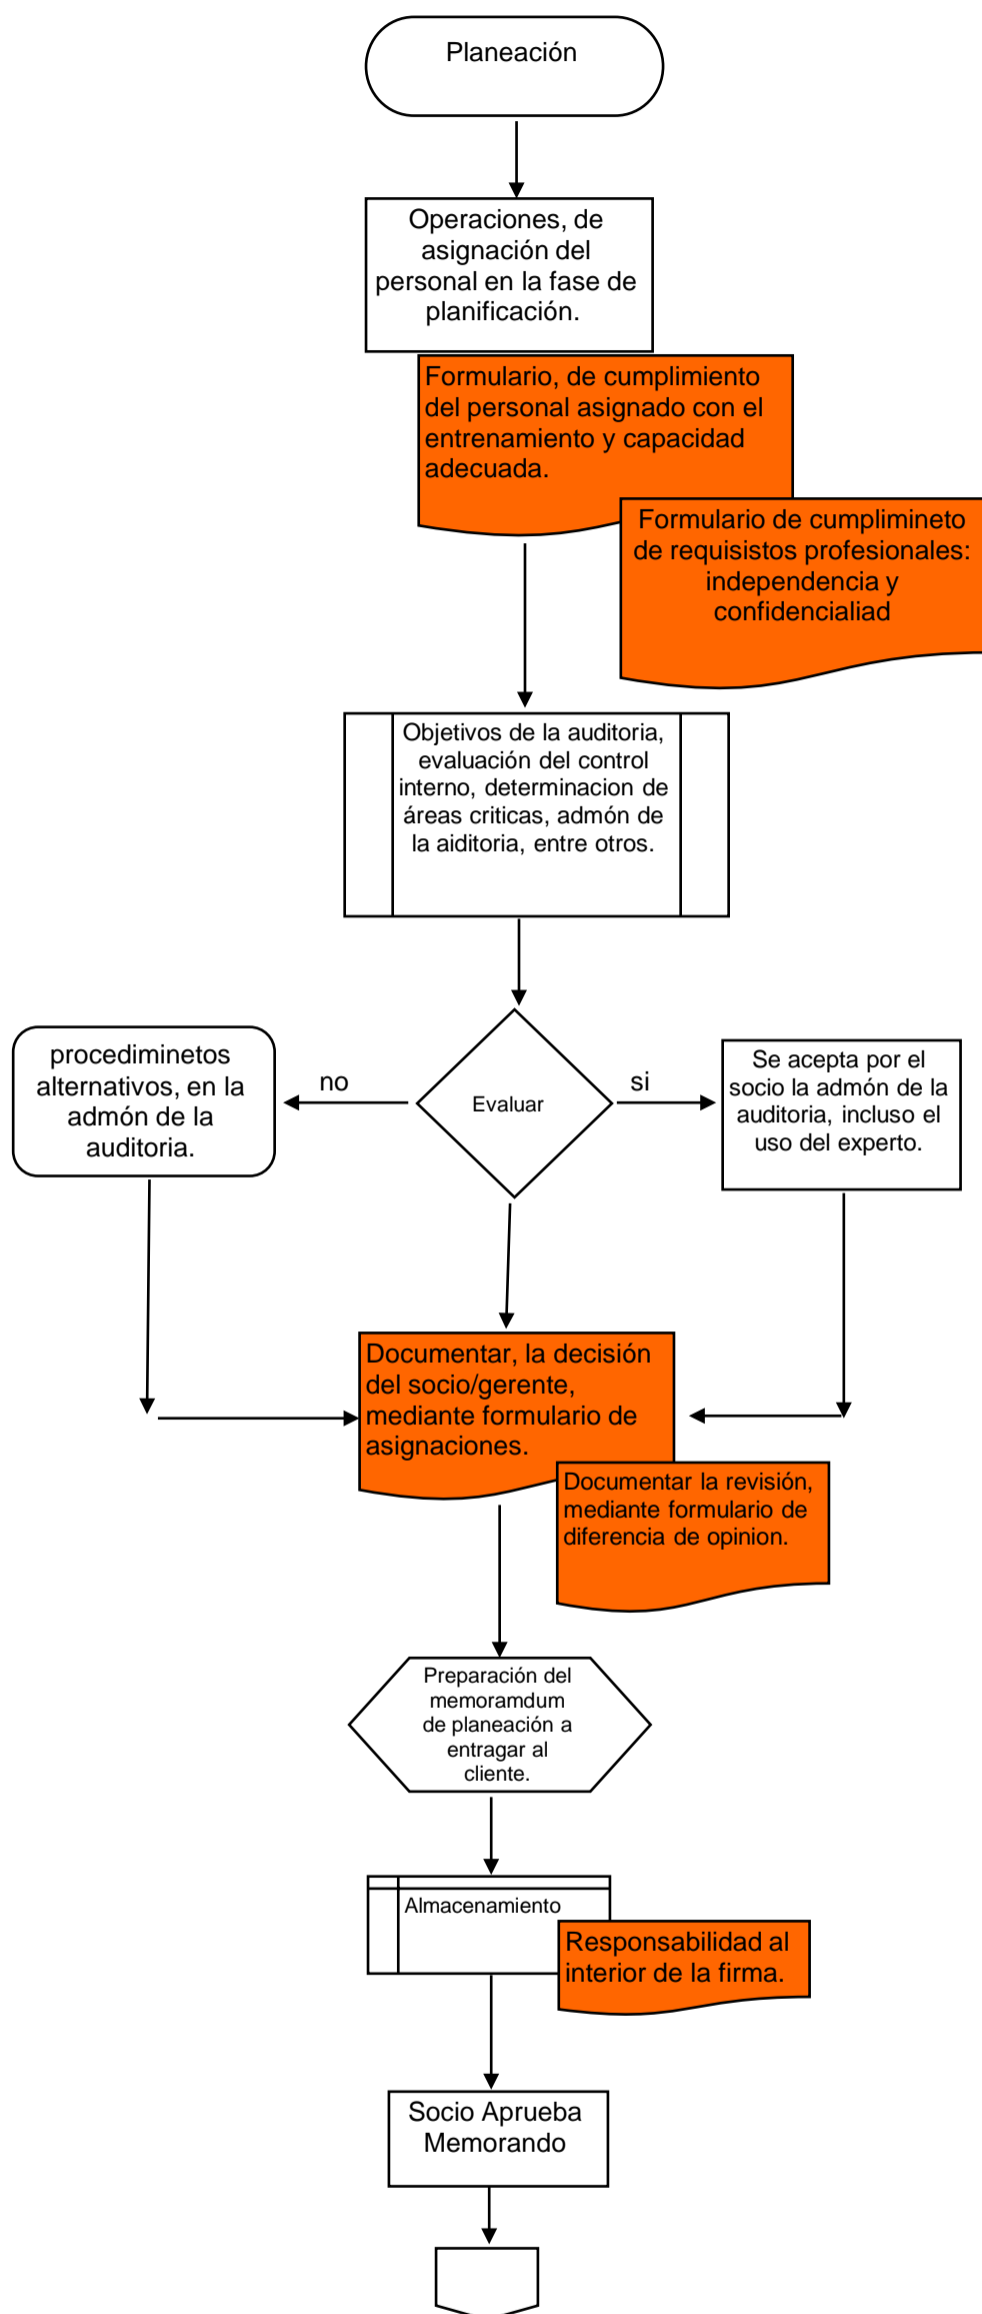 Planeación
Operaciones, de
asignación del
personal en la fase de
planificación.
Formulario, de cumplimiento
del personal asignado con el
entrenamiento y capacidad
adecuada.
Formulario de cumplimineto
de requisistos profesionales:
independencia y
confidencialiad
Objetivos de la auditoria,
evaluación del control
interno, determinacion de
áreas criticas, admón de
la aiditoria, entre otros.
procediminetos
alternativos, en la
admón de la
auditoria.
no
Evaluar
si
Se acepta por el
socio la admón de la
auditoria, incluso el
uso del experto.
Documentar, la decisión
del socio/gerente,
mediante formulario de
asignaciones.
Documentar la revisión,
mediante formulario de
diferencia de opinion.
Preparación del
memoramdum
de planeación a
entragar al
cliente.
Almacenamiento
Responsabilidad al
interior de la firma.
Socio Aprueba
Memorando